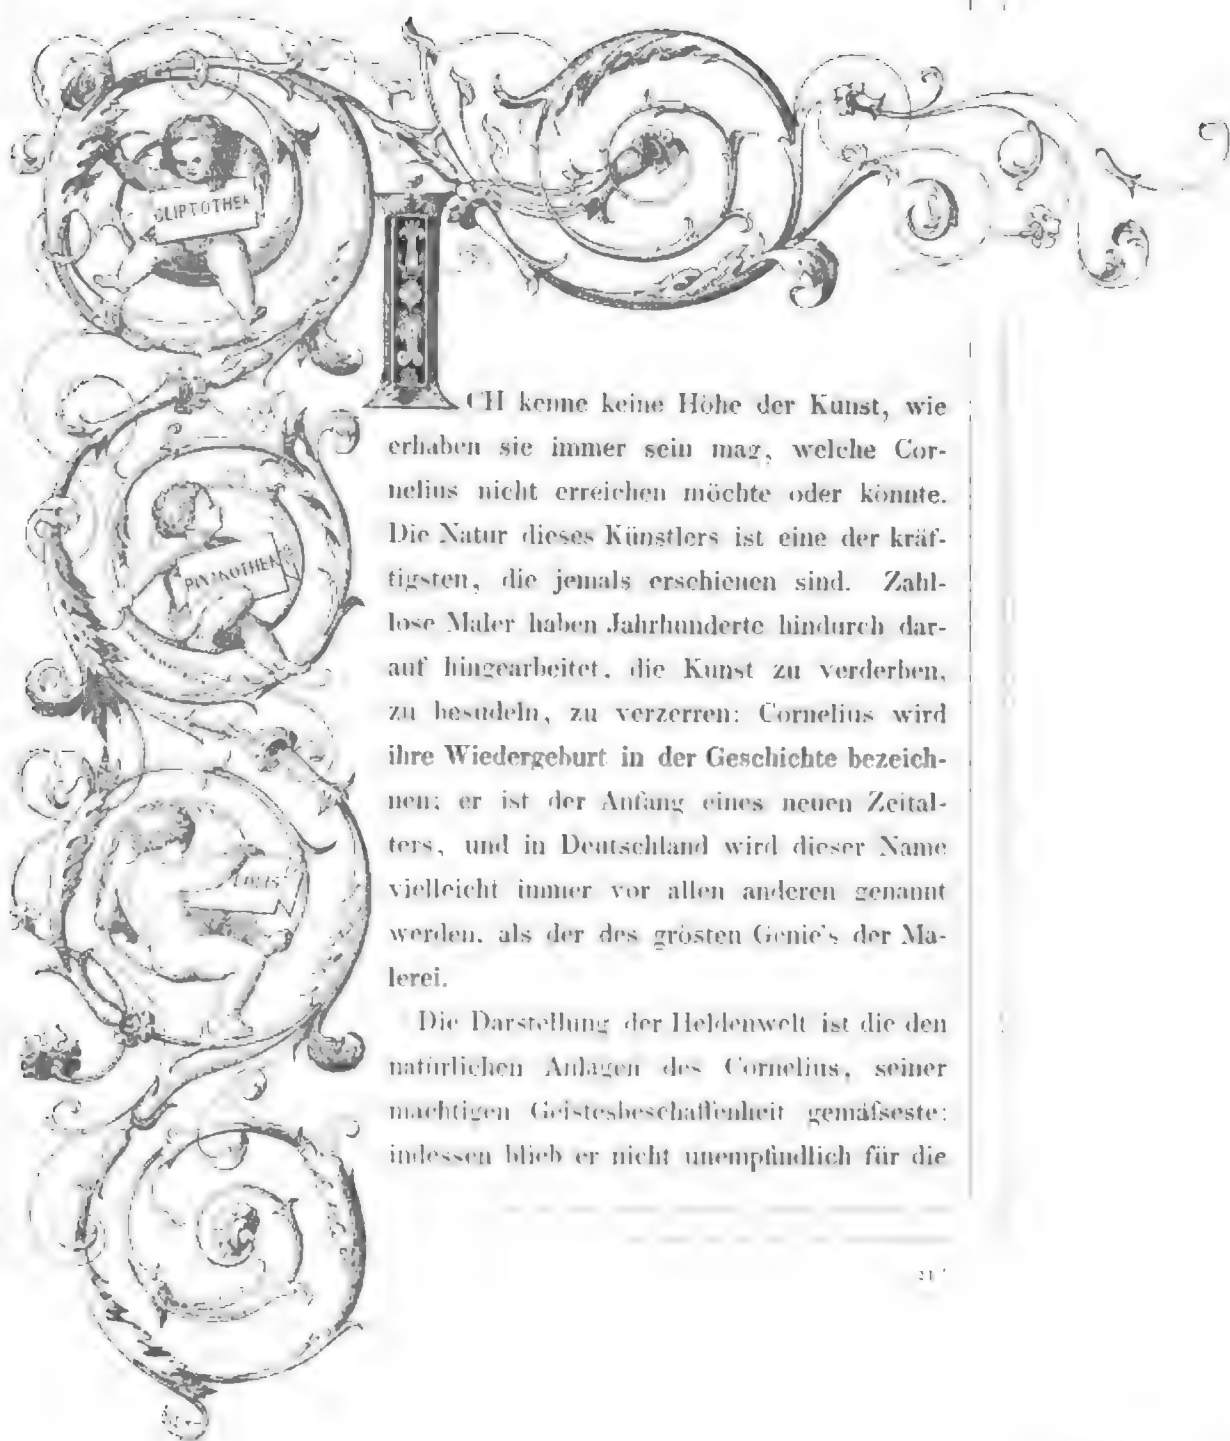 GLIPTOTHEK
ICH kenne keine Höhe der Kunst, wie
erhaben sie immer sein mag, welche Cor-
nelius nicht erreichen möchte oder könnte.
Die Natur dieses Künstlers ist eine der kräf-
tigsten, die jemals erschienen sind. Zahl-
lose Maler haben Jahrhunderte hindurch dar-
auf hingearbeitet, die Kunst zu verderben,
zu besudeln, zu verzerren: Cornelius wird
ihre Wiedergeburt in der Geschichte bezeich-
nen; er ist der Anfang eines neuen Zeital-
ters, und in Deutschland wird dieser Name
vielleicht immer vor allen anderen genannt
werden, als der des grösten Genie's der Ma-
lerei.
Die Darstellung der Heldenwelt ist die den
natürlichen Anlagen des Cornelius, seiner
mächtigen Geistesbeschaffenheit gemäfseste:
indessen blieb er nicht unempfindlich für die
PINAKOTHEK
21*